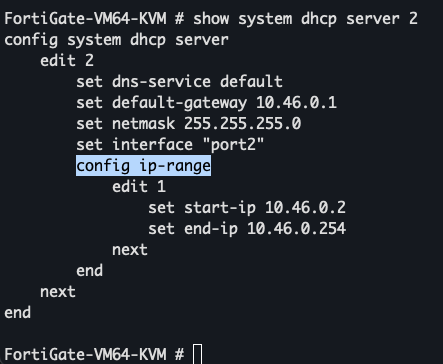 FortiGate-VM64-KVM # show system dhcp server 2
config system dhcp server
    edit 2
        set dns-service default
        set default-gateway 10.46.0.1
        set netmask 255.255.255.0
        set interface "port2"
        config ip-range
            edit 1
                set start-ip 10.46.0.2
                set end-ip 10.46.0.254
            next
        end
    next
end
FortiGate-VM64-KVM #